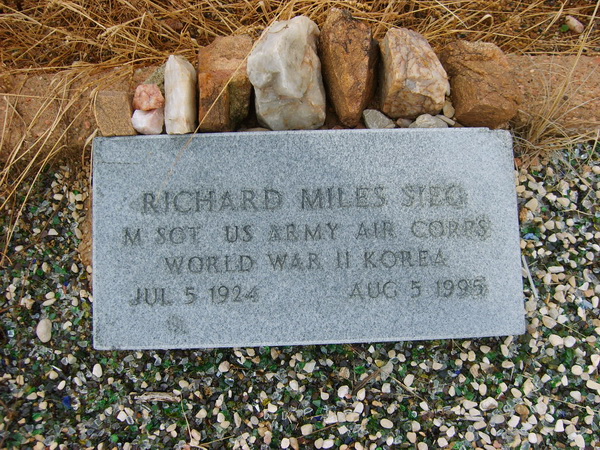 RICHARD MILES SIEG
M SGT US ARMY AIR CORPS
WORLD WAR II KOREA
JUL 5 1924 AUG 5 1995